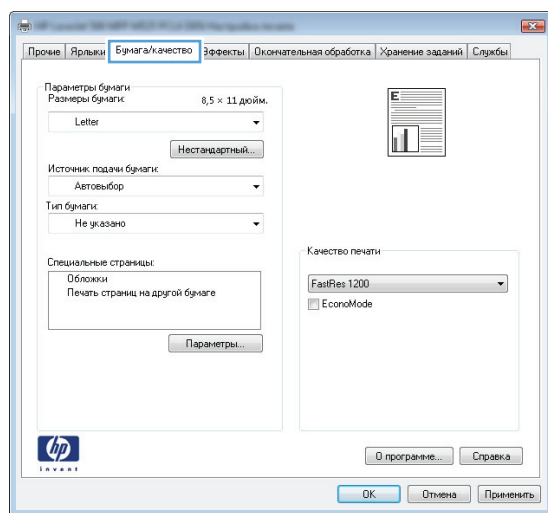 Прочие Ярлыки Бумага/качество Эффекты Окончательная обработка Хранение заданий Службы
Параметры бумаги
Размеры бумаги: 8,5 × 11 дюйм.
Letter
Нестандартный...
Источник подачи бумаги:
Автовыбор
Тип бумаги:
Не указано
Специальные страницы:
Обложки
Печать страниц на другой бумаге
Параметры...
E
Качество печати
FastRes 1200
EconoMode
hp
invent
О программе... Справка
OK Отмена Применить